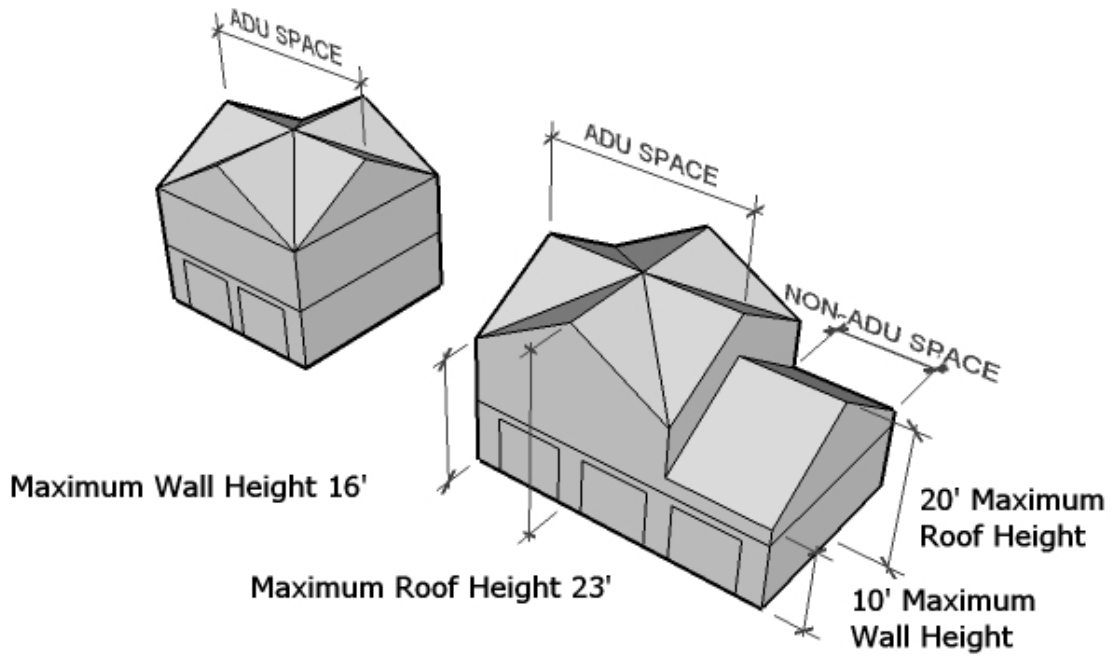 ADU SPACE
ADU SPACE
NON-ADU SPACE
Maximum Wall Height 16'
20' Maximum
Roof Height
Maximum Roof Height 23'
10' Maximum
Wall Height